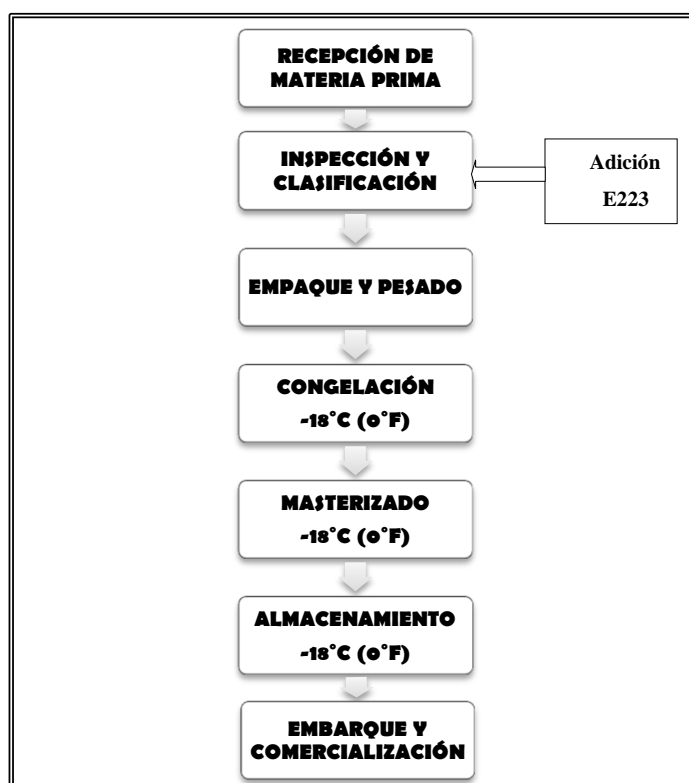 RECEPCIÓN DE
MATERIA PRIMA
INSPECCIÓN Y
CLASIFICACIÓN
Adición
E223
EMPAQUE Y PESADO
CONGELACIÓN
-18°C (0°F)
MASTERIZADO
-18°C (0°F)
ALMACENAMIENTO
-18°C (0°F)
EMBARQUE Y
COMERCIALIZACIÓN